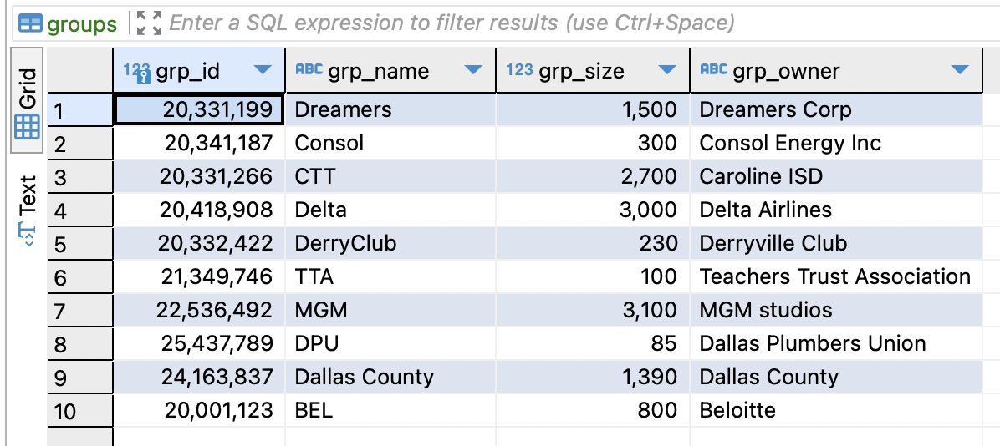 groups Enter a SQL expression to filter results (use Ctrl+Space)
Grid
Text
123 grp_id ABC grp_name 123 grp_size ABC grp_owner
1 20,331,199 Dreamers 1,500 Dreamers Corp
2 20,341,187 Consol 300 Consol Energy Inc
3 20,331,266 CTT 2,700 Caroline ISD
4 20,418,908 Delta 3,000 Delta Airlines
5 20,332,422 DerryClub 230 Derryville Club
6 21,349,746 TTA 100 Teachers Trust Association
7 22,536,492 MGM 3,100 MGM studios
8 25,437,789 DPU 85 Dallas Plumbers Union
9 24,163,837 Dallas County 1,390 Dallas County
10 20,001,123 BEL 800 Beloitte